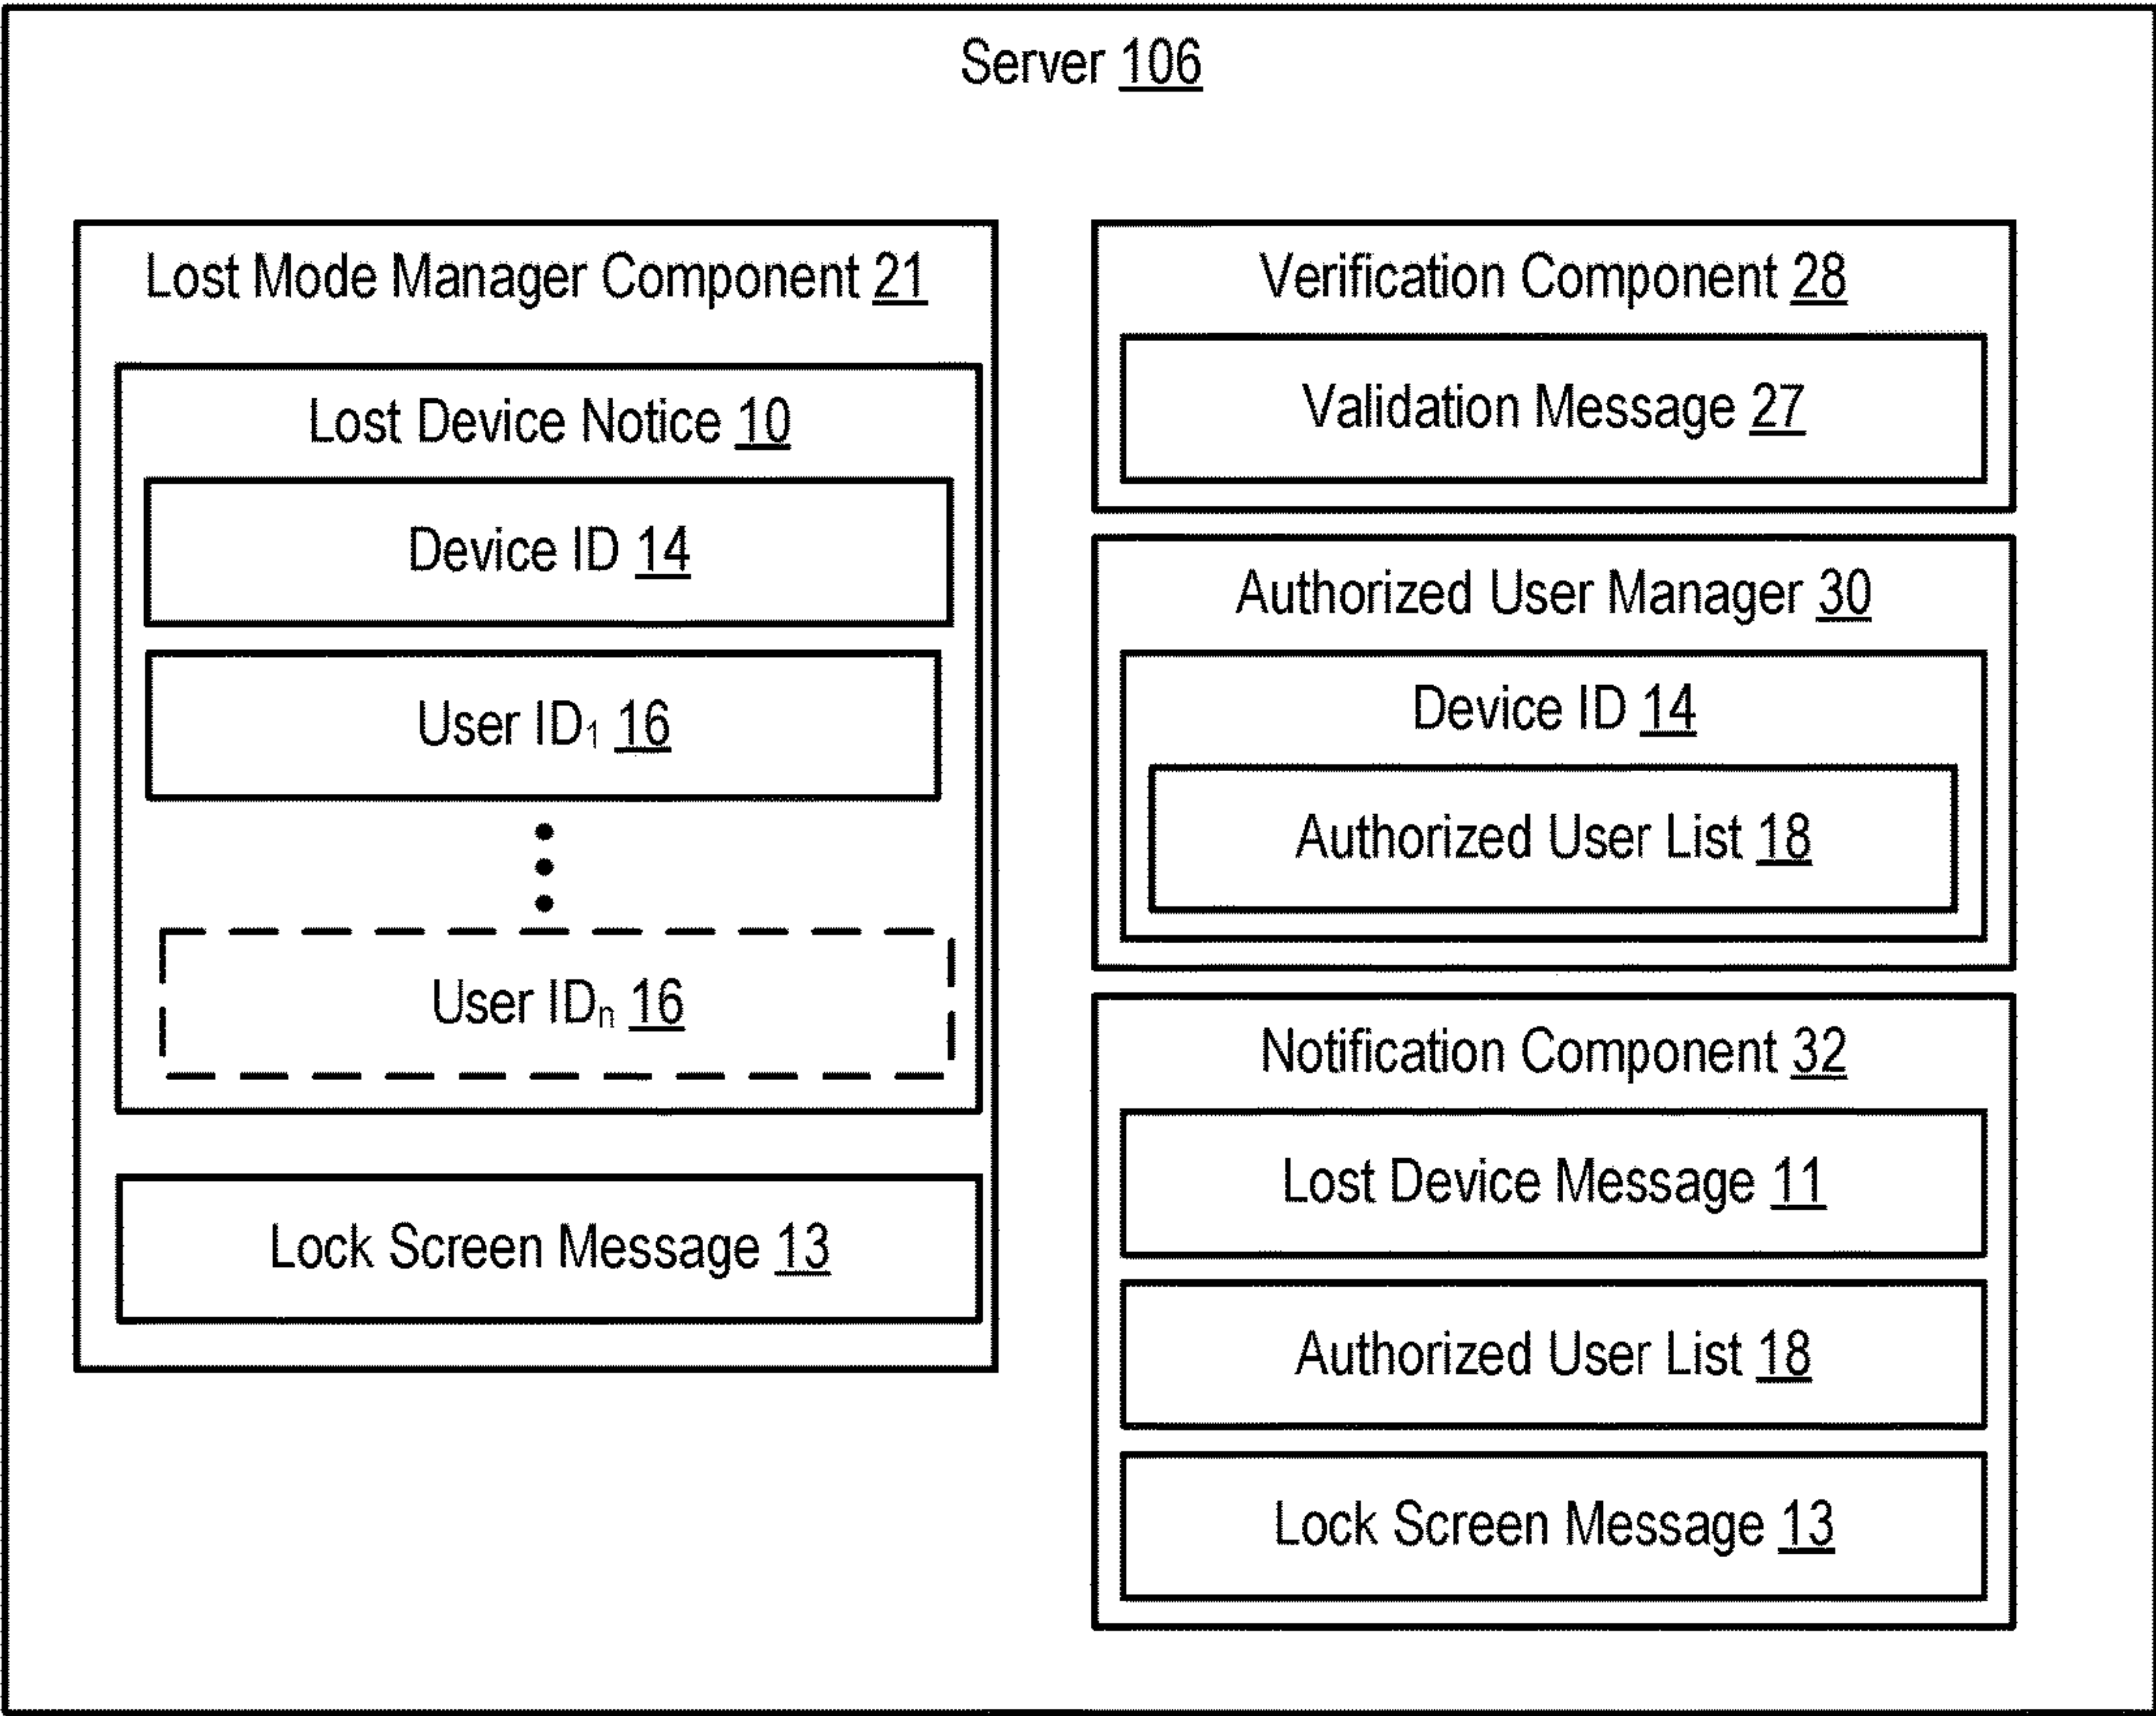 Server 106
Lost Mode Manager Component 21
Lost Device Notice 10
Device ID 14
User ID₁ 16
User IDₙ 16
Lock Screen Message 13
Verification Component 28
Validation Message 27
Authorized User Manager 30
Device ID 14
Authorized User List 18
Notification Component 32
Lost Device Message 11
Authorized User List 18
Lock Screen Message 13